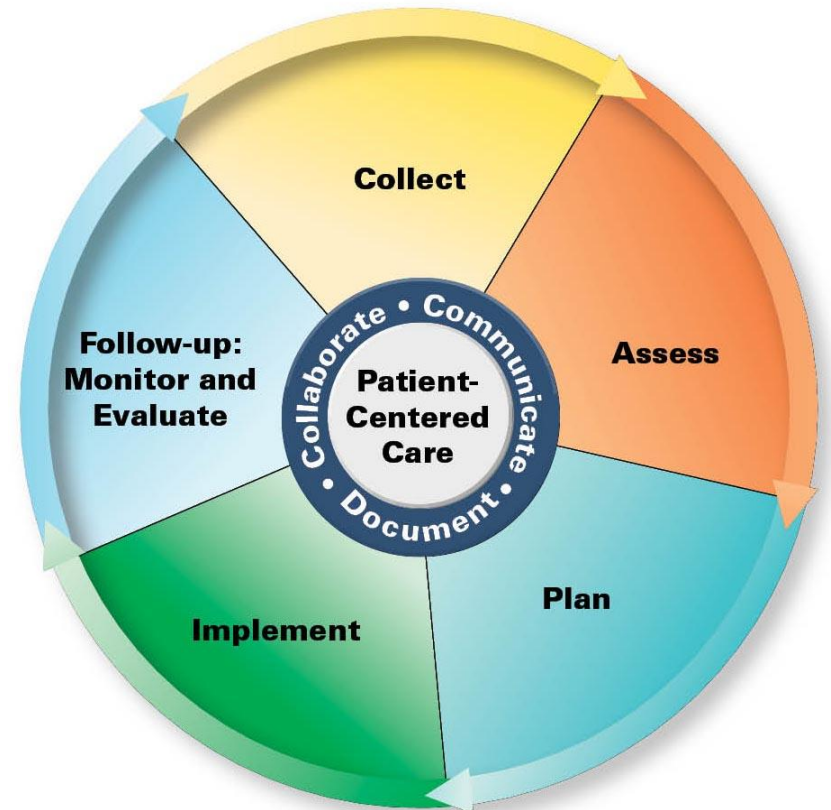 Collect
Assess
Plan
Implement
Follow-up:
Monitor and
Evaluate
Collaborate • Communicate • Document •
Patient-
Centered
Care